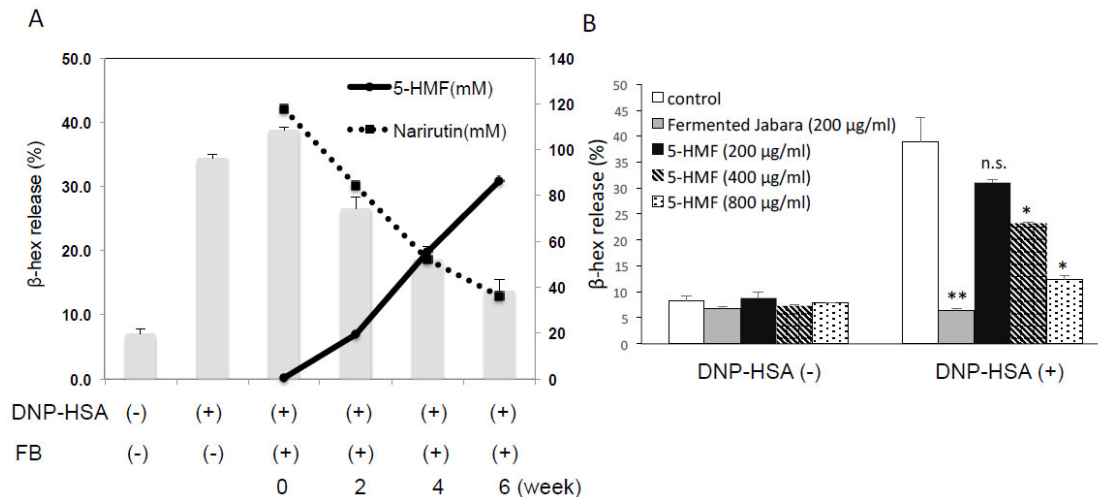 A
50.0
40.0
30.0
20.0
10.0
0.0
β-hex release (%)
5-HMF(mM)
Narirutin(mM)
140
120
100
80
60
40
20
0
DNP-HSA (-) (+) (+) (+) (+) (+)
FB (-) (-) (+) (+) (+) (+)
0 2 4 6 (week)
B
50
45
40
35
30
25
20
15
10
5
0
β-hex release (%)
control
Fermented Jabara (200 μg/ml)
5-HMF (200 μg/ml)
5-HMF (400 μg/ml)
5-HMF (800 μg/ml)
n.s.
*
*
**
DNP-HSA (-) DNP-HSA (+)